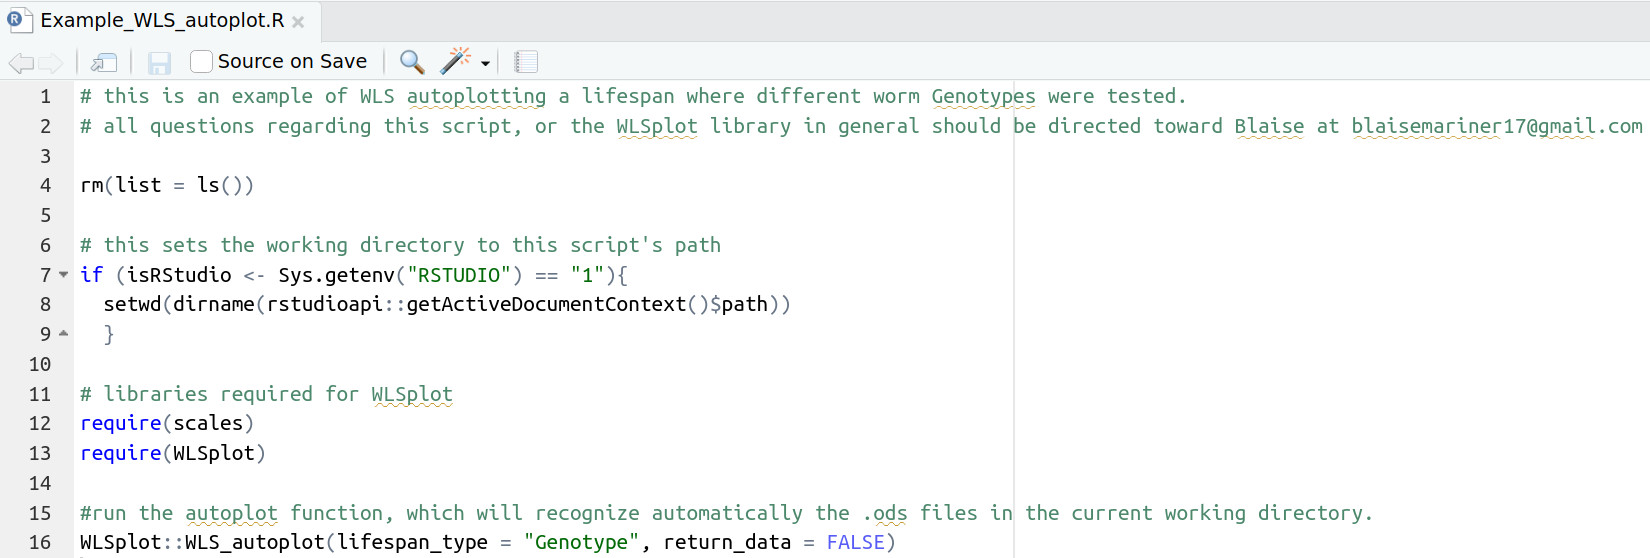 Example_WLS_autoplot.R
Source on Save
1 # this is an example of WLS autoplotting a lifespan where different worm Genotypes were tested.
2 # all questions regarding this script, or the WLSplot library in general should be directed toward Blaise at blaisemariner17@gmail.com
3
4 rm(list = ls())
5
6 # this sets the working directory to this script's path
7 if (isRStudio <- Sys.getenv("RSTUDIO") == "1"){
8   setwd(dirname(rstudioapi::getActiveDocumentContext()$path))
9   }
10
11 # libraries required for WLSplot
12 require(scales)
13 require(WLSplot)
14
15 #run the autoplot function, which will recognize automatically the .ods files in the current working directory.
16 WLSplot::WLS_autoplot(lifespan_type = "Genotype", return_data = FALSE)